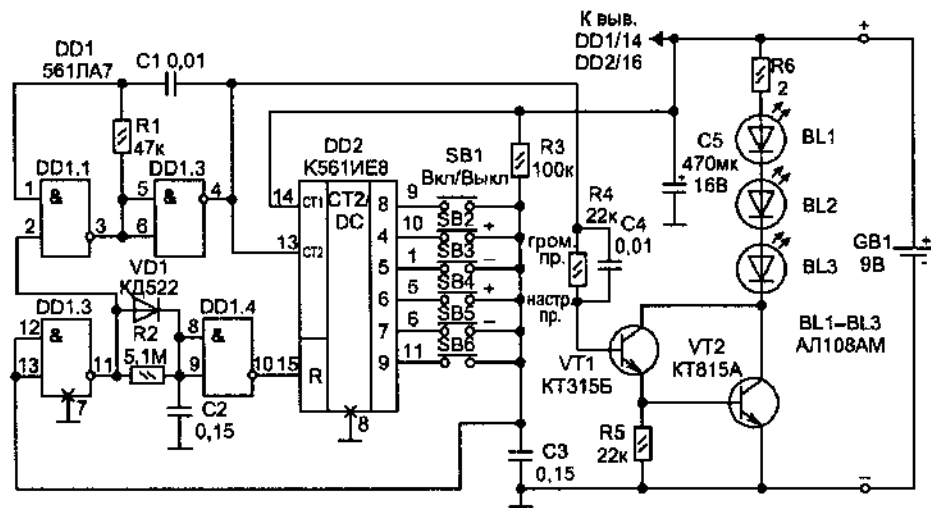 К выв.
DD1/14
DD2/16
+
DD1
561ПА7
C1 0,01
R6
2
R1
47к
DD2
К561ИЕ8
SB1
Вкл/Выкл
R3
100к
C5
470мк
16В
+
BL1
DD1.1
DD1.3
1
&
2
3
5
&
6
4
14
CT1
CT2/
DC
8
9
SB2
+
R4
22к
C4
0,01
BL2
GB1
9В
+
-
13
CT2
4
10
SB3
–
гром.
пр.
5
1
SB4
+
BL3
VD1
КД522
DD1.3
R2
DD1.4
6
5
SB5
–
настр.
пр.
BL1–BL3
АЛ108АМ
12
&
13
11
5,1М
8
&
9
10
15
R
7
6
SB6
9
11
VT1
КТ315Б
VT2
КТ815А
7
C2
0,15
8
C3
0,15
R5
22к
–